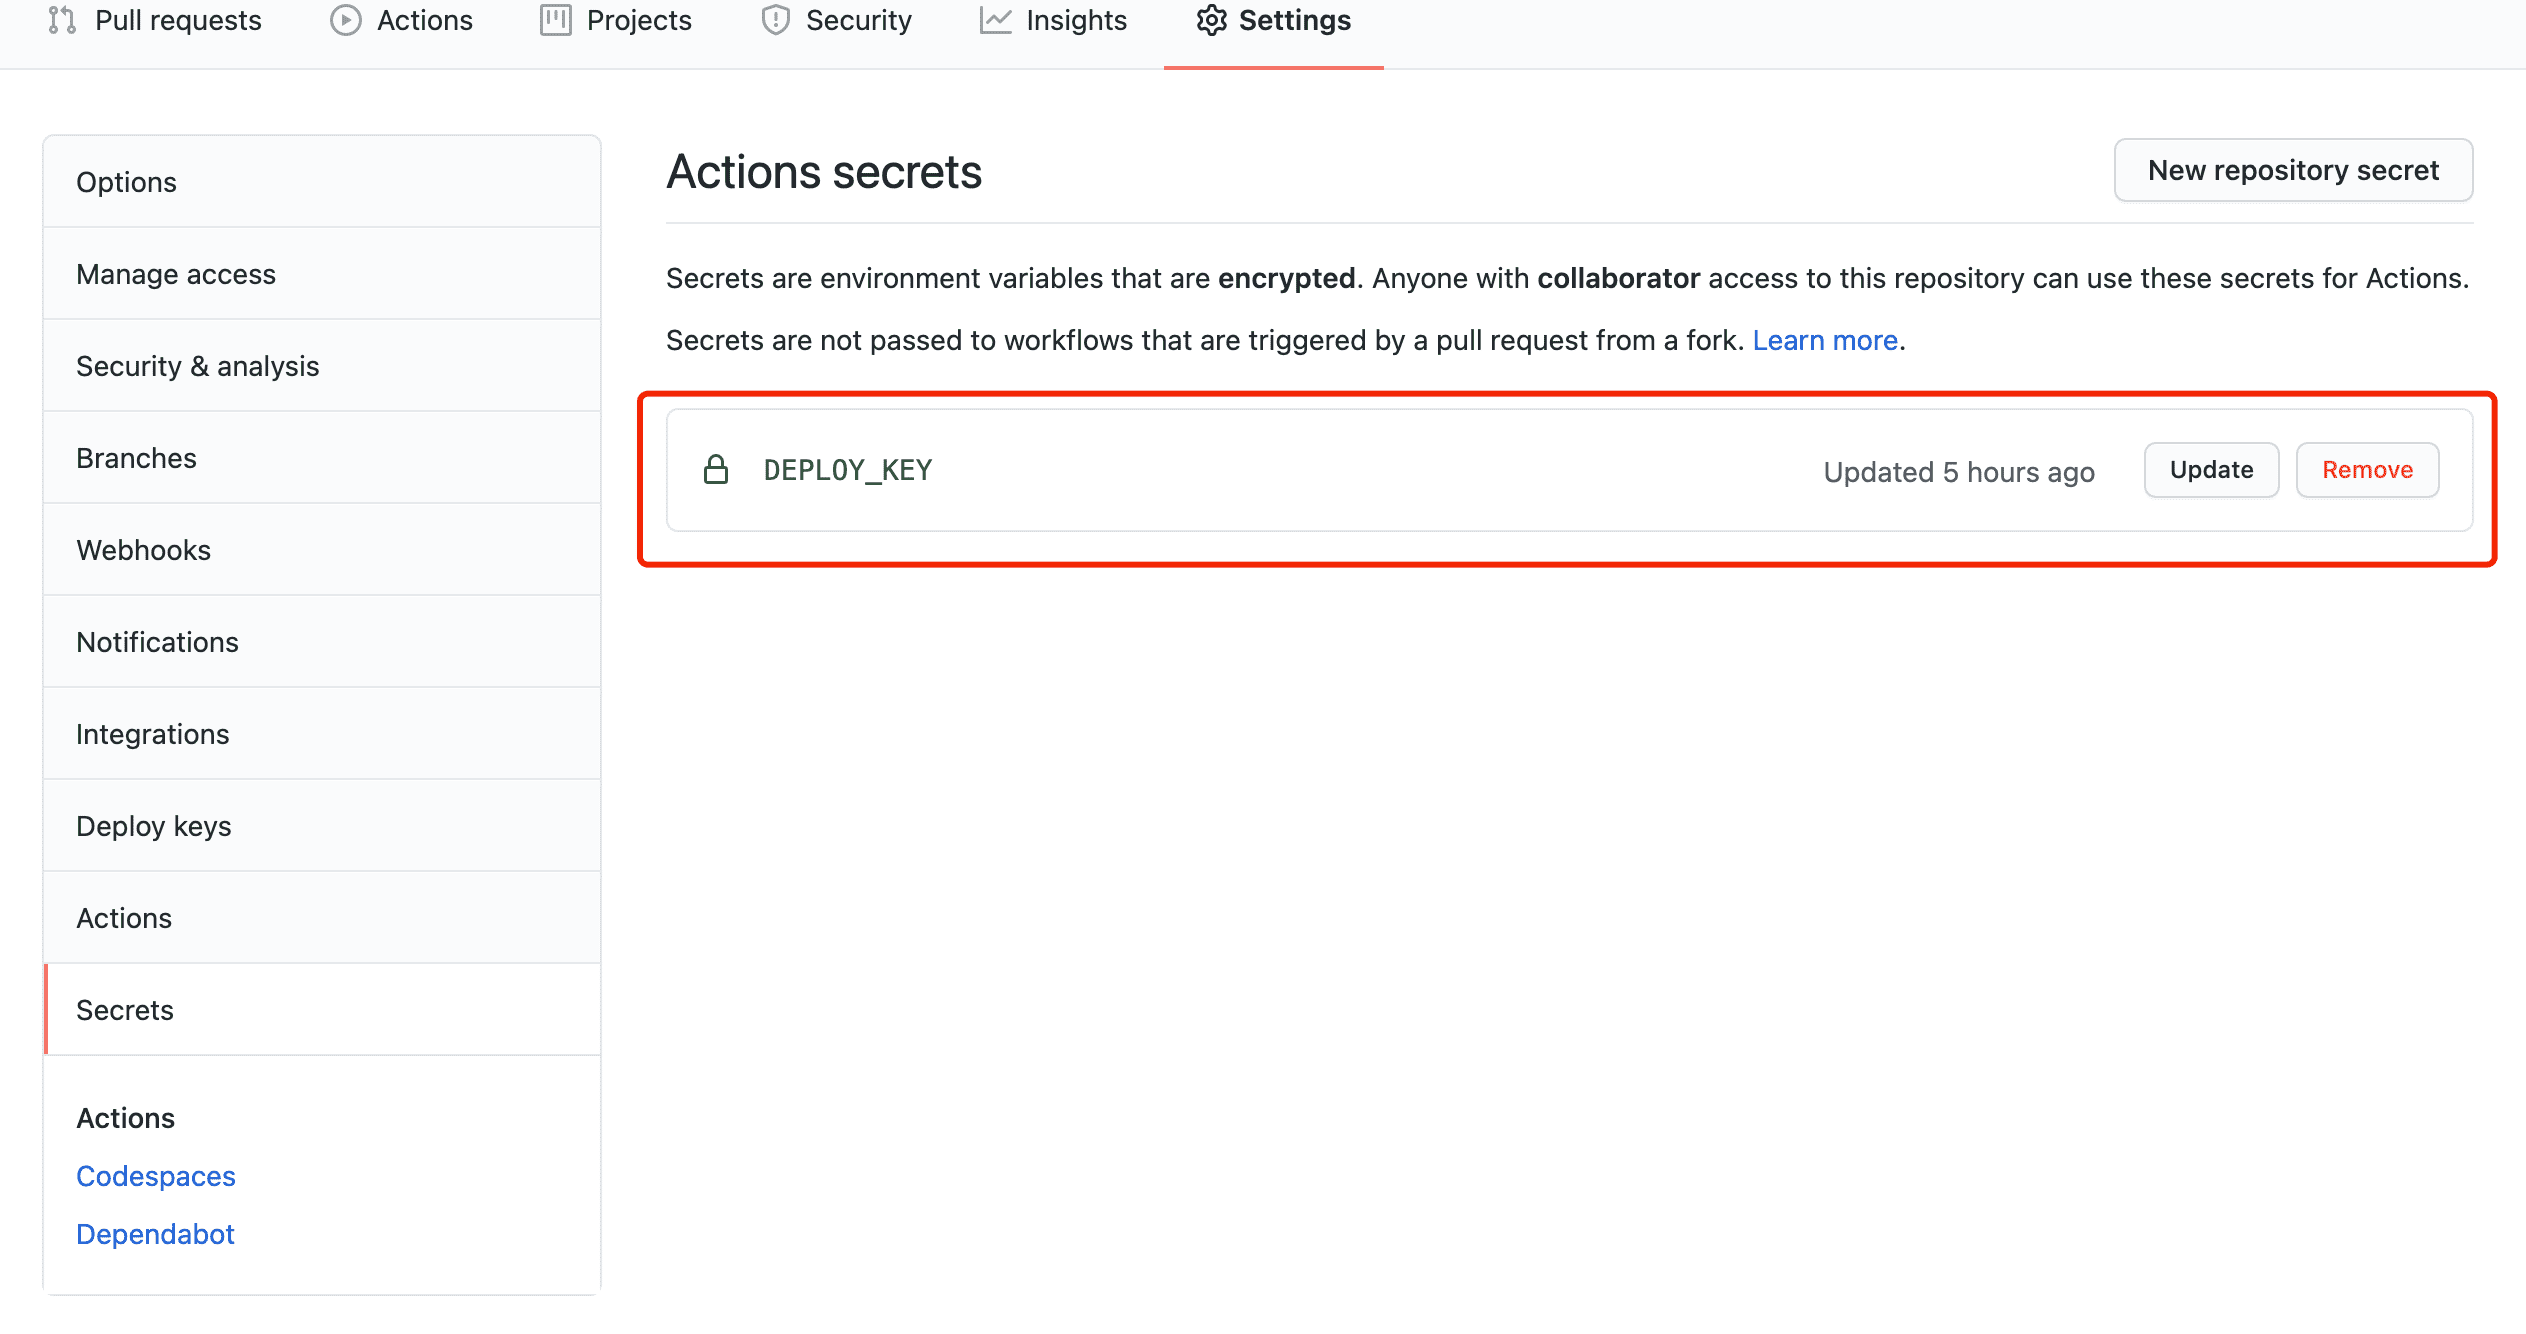 Pull requests Actions Projects Security Insights Settings
Options
Manage access
Security & analysis
Branches
Webhooks
Notifications
Integrations
Deploy keys
Actions
Secrets
Actions
Codespaces
Dependabot
Actions secrets
New repository secret
Secrets are environment variables that are encrypted. Anyone with collaborator access to this repository can use these secrets for Actions.
Secrets are not passed to workflows that are triggered by a pull request from a fork. Learn more.
DEPLOY_KEY Updated 5 hours ago Update Remove